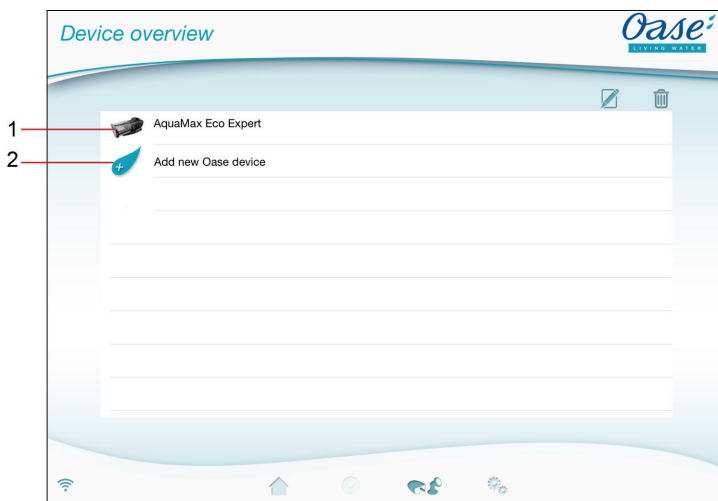 Device overview
Oase
LIVING WATER
1
AquaMax Eco Expert
2
Add new Oase device